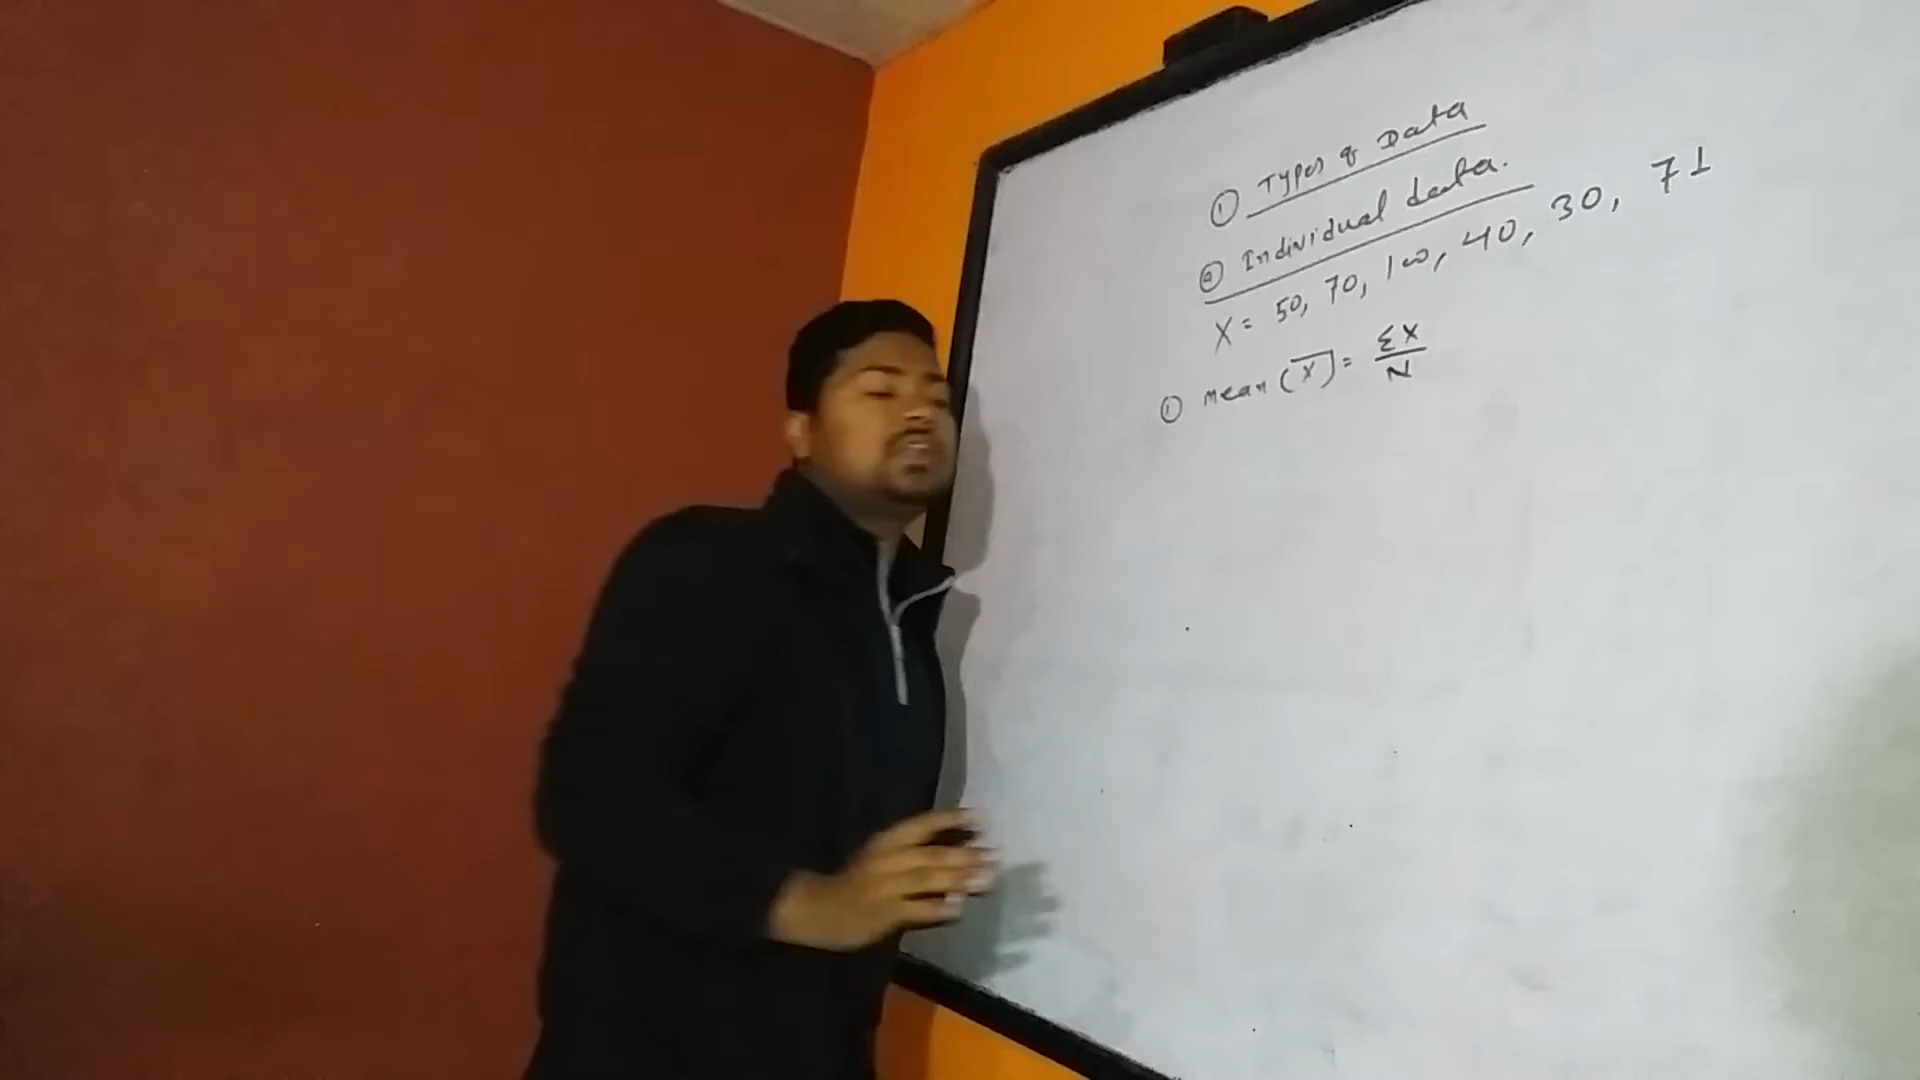 ① Types of Data
② Individual data.
X = 50, 70, 100, 40, 30, 71
① mean (X̅) = ΣX/N